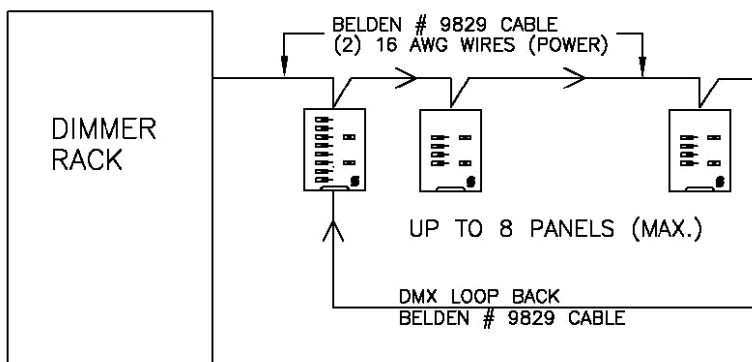 BELDEN # 9829 CABLE
(2) 16 AWG WIRES (POWER)
DIMMER
RACK
UP TO 8 PANELS (MAX.)
DMX LOOP BACK
BELDEN # 9829 CABLE